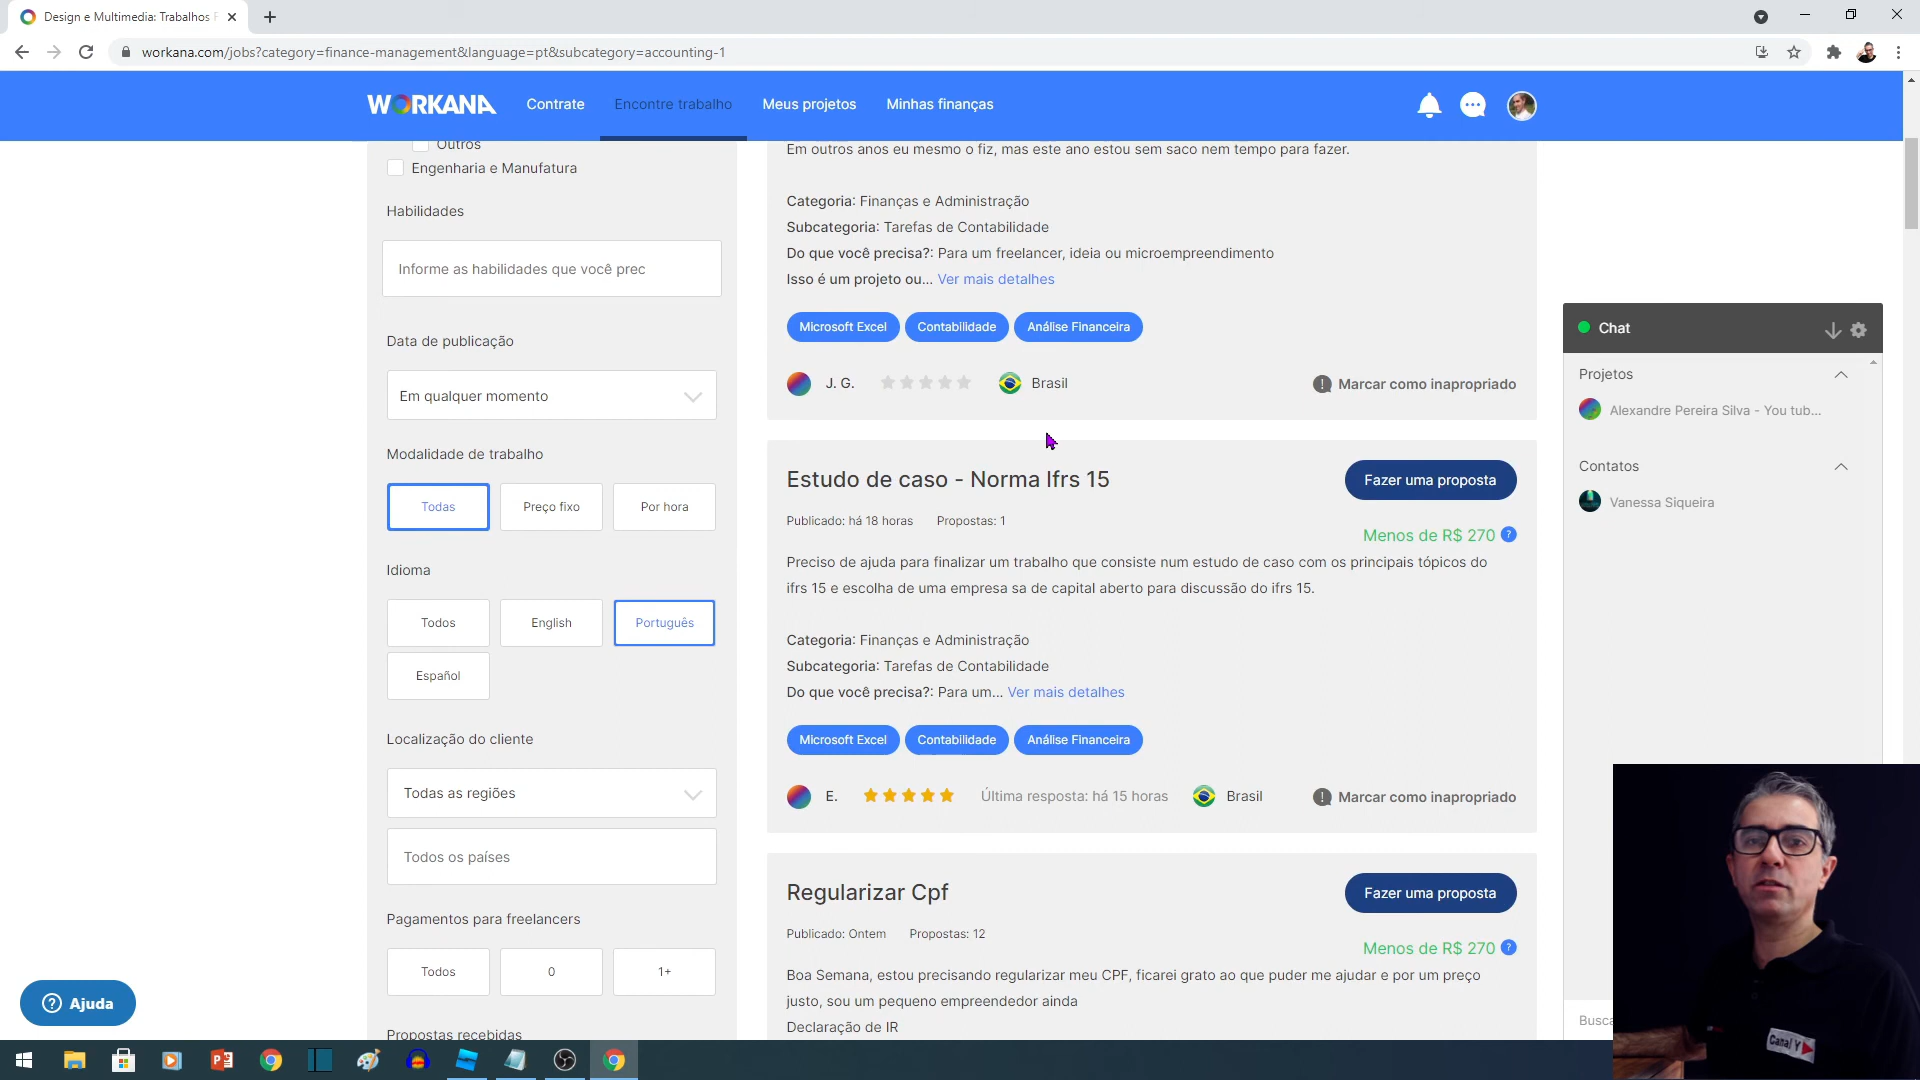 Design e Multimedia: Trabalhos F
workana.com/jobs?category=finance-management&language=pt&subcategory=accounting-1
WORKANA
Contrate
Encontre trabalho
Meus projetos
Minhas finanças
Outros
Engenharia e Manufatura
Habilidades
Informe as habilidades que você prec
Data de publicação
Em qualquer momento
Modalidade de trabalho
Todas
Preço fixo
Por hora
Idioma
Todos
English
Português
Español
Localização do cliente
Todas as regiões
Todos os países
Pagamentos para freelancers
Todos
0
1+
Propostas recebidas
Ajuda
Em outros anos eu mesmo o fiz, mas este ano estou sem saco nem tempo para fazer.
Categoria: Finanças e Administração
Subcategoria: Tarefas de Contabilidade
Do que você precisa?: Para um freelancer, ideia ou microempreendimento
Isso é um projeto ou... Ver mais detalhes
Microsoft Excel
Contabilidade
Análise Financeira
J. G.
Brasil
Marcar como inapropriado
Estudo de caso - Norma Ifrs 15
Fazer uma proposta
Publicado: há 18 horas
Propostas: 1
Menos de R$ 270
Preciso de ajuda para finalizar um trabalho que consiste num estudo de caso com os principais tópicos do
ifrs 15 e escolha de uma empresa sa de capital aberto para discussão do ifrs 15.
Categoria: Finanças e Administração
Subcategoria: Tarefas de Contabilidade
Do que você precisa?: Para um... Ver mais detalhes
Microsoft Excel
Contabilidade
Análise Financeira
E.
Última resposta: há 15 horas
Brasil
Marcar como inapropriado
Regularizar Cpf
Fazer uma proposta
Publicado: Ontem
Propostas: 12
Menos de R$ 270
Boa Semana, estou precisando regularizar meu CPF, ficarei grato ao que puder me ajudar e por um preço
justo, sou um pequeno empreendedor ainda
Declaração de IR
Chat
Projetos
Alexandre Pereira Silva - You tub...
Contatos
Vanessa Siqueira
Busca
Canal Y